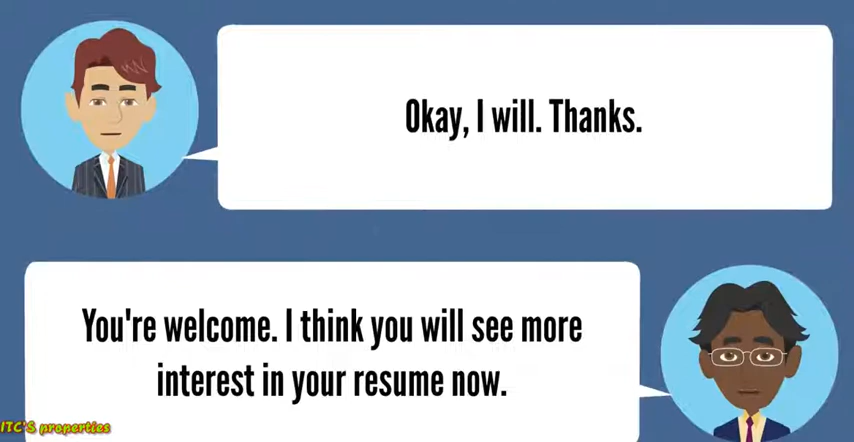 Okay, I will. Thanks.
You're welcome. I think you will see more
interest in your resume now.
ITC'S properties